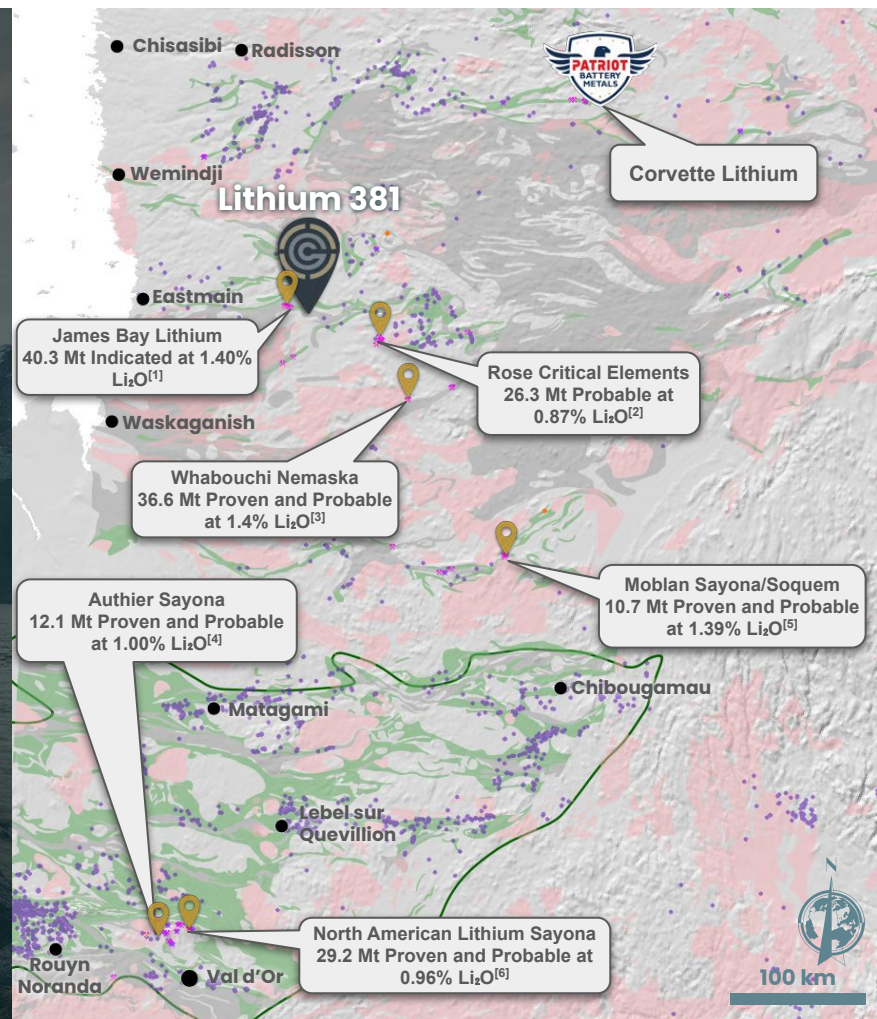 Chisasibi
Radisson
PATRIOT
BATTERY
METALS
Corvette Lithium
Wemindji
Lithium 381
Eastmain
James Bay Lithium
40.3 Mt Indicated at 1.40%
Li₂O[1]
Rose Critical Elements
26.3 Mt Probable at
0.87% Li₂O[2]
Waskaganish
Whabouchi Nemaska
36.6 Mt Proven and Probable
at 1.4% Li₂O[3]
Moblan Sayona/Soquem
10.7 Mt Proven and Probable
at 1.39% Li₂O[5]
Authier Sayona
12.1 Mt Proven and Probable
at 1.00% Li₂O[4]
Chibougamau
Matagami
Lebel sur
Quevillion
North American Lithium Sayona
29.2 Mt Proven and Probable at
0.96% Li₂O[6]
Rouyn
Noranda
Val d'Or
N
100 km